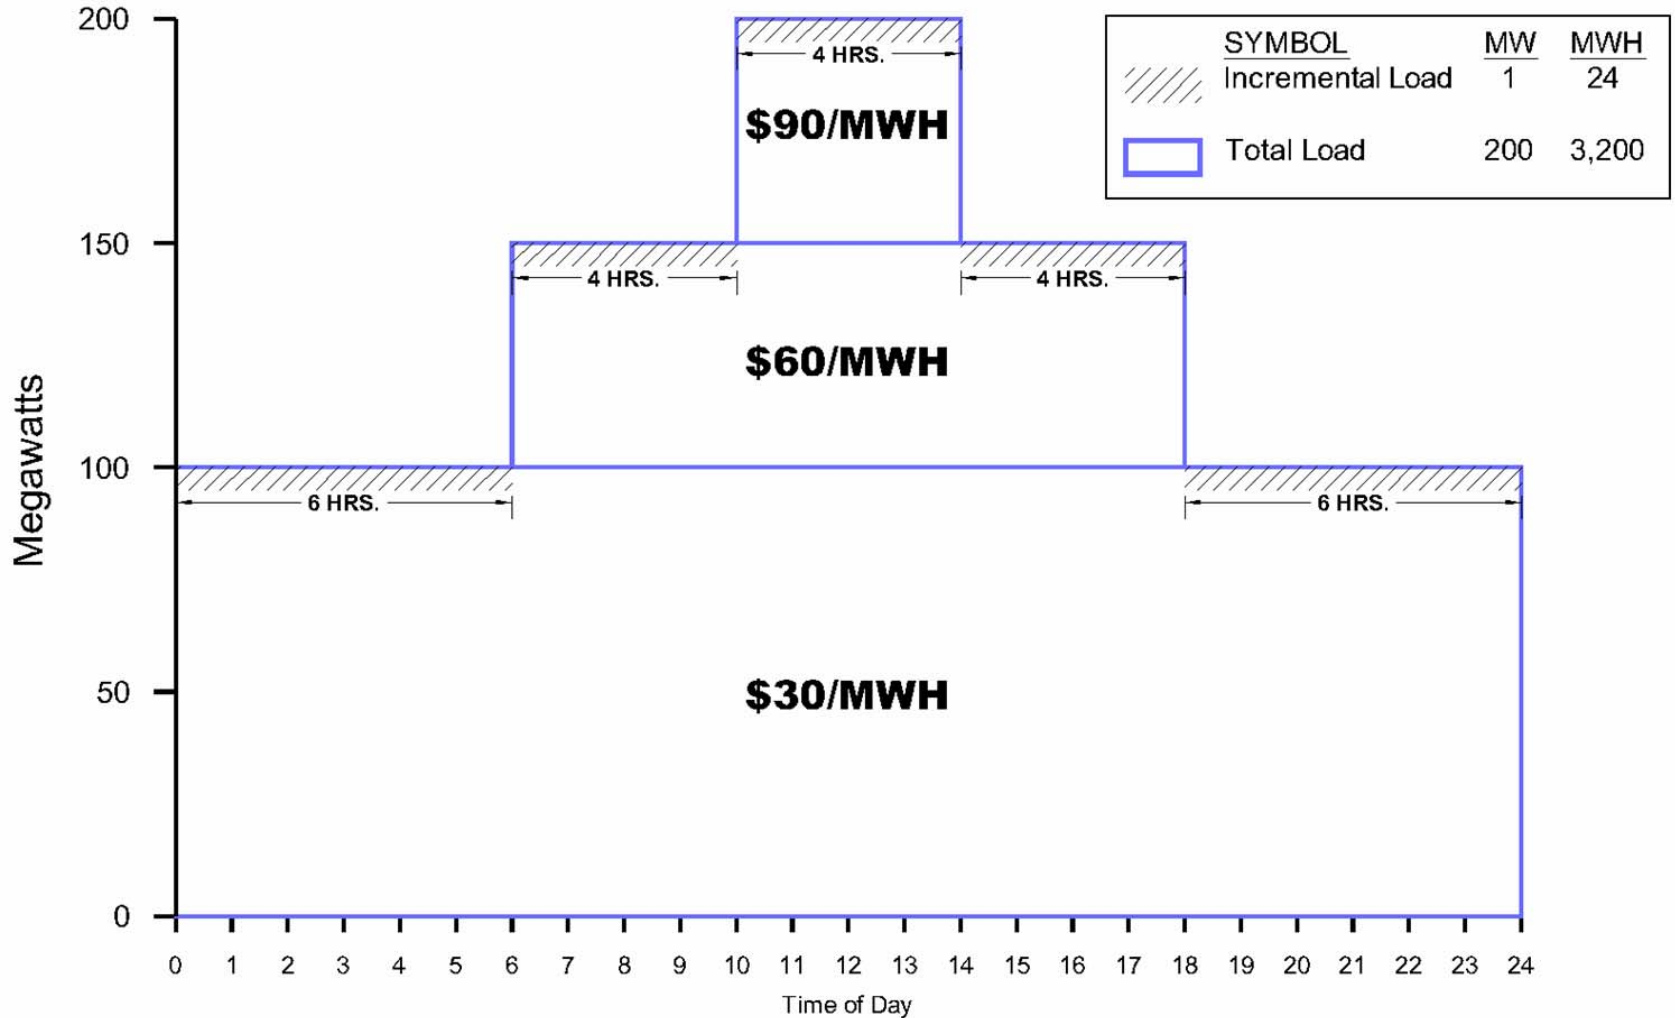 200
150
100
50
0
Megawatts
4 HRS.
$90/MWH
4 HRS.
4 HRS.
$60/MWH
6 HRS.
6 HRS.
$30/MWH
SYMBOL MW MWH
Incremental Load 1 24
Total Load 200 3,200
0 1 2 3 4 5 6 7 8 9 10 11 12 13 14 15 16 17 18 19 20 21 22 23 24
Time of Day